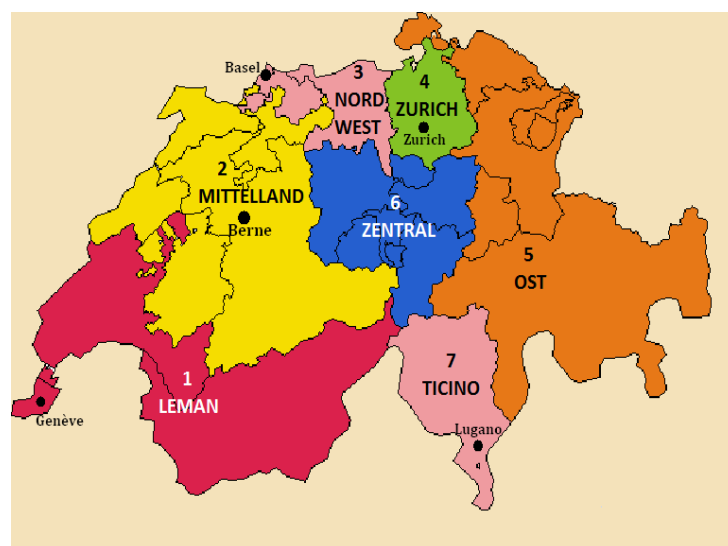 Basel
3
NORD
WEST
4
ZURICH
Zurich
2
MITTELLAND
Berne
6
ZENTRAL
5
OST
1
LEMAN
Genève
7
TICINO
Lugano